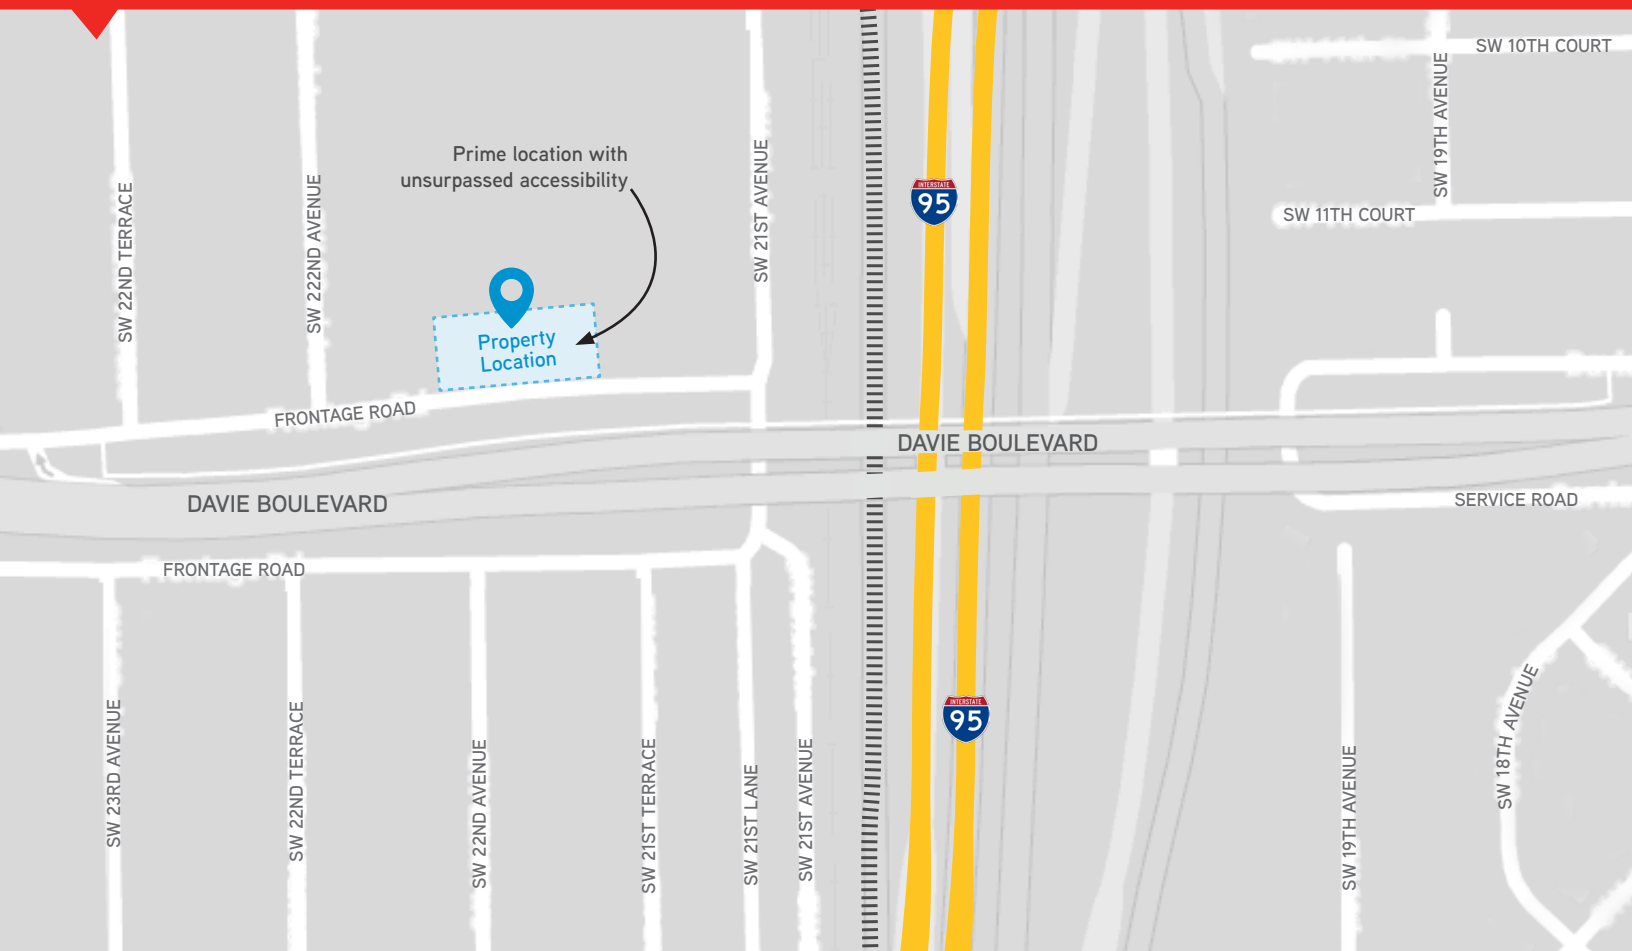 SW 10TH COURT
SW 19TH AVENUE
Prime location with
unsurpassed accessibility
SW 21ST AVENUE
SW 22ND TERRACE
SW 222ND AVENUE
INTERSTATE
95
SW 11TH COURT
Property
Location
FRONTAGE ROAD
DAVIE BOULEVARD
DAVIE BOULEVARD
SERVICE ROAD
FRONTAGE ROAD
INTERSTATE
95
SW 23RD AVENUE
SW 22ND TERRACE
SW 22ND AVENUE
SW 21ST TERRACE
SW 21ST LANE
SW 21ST AVENUE
SW 19TH AVENUE
SW 18TH AVENUE